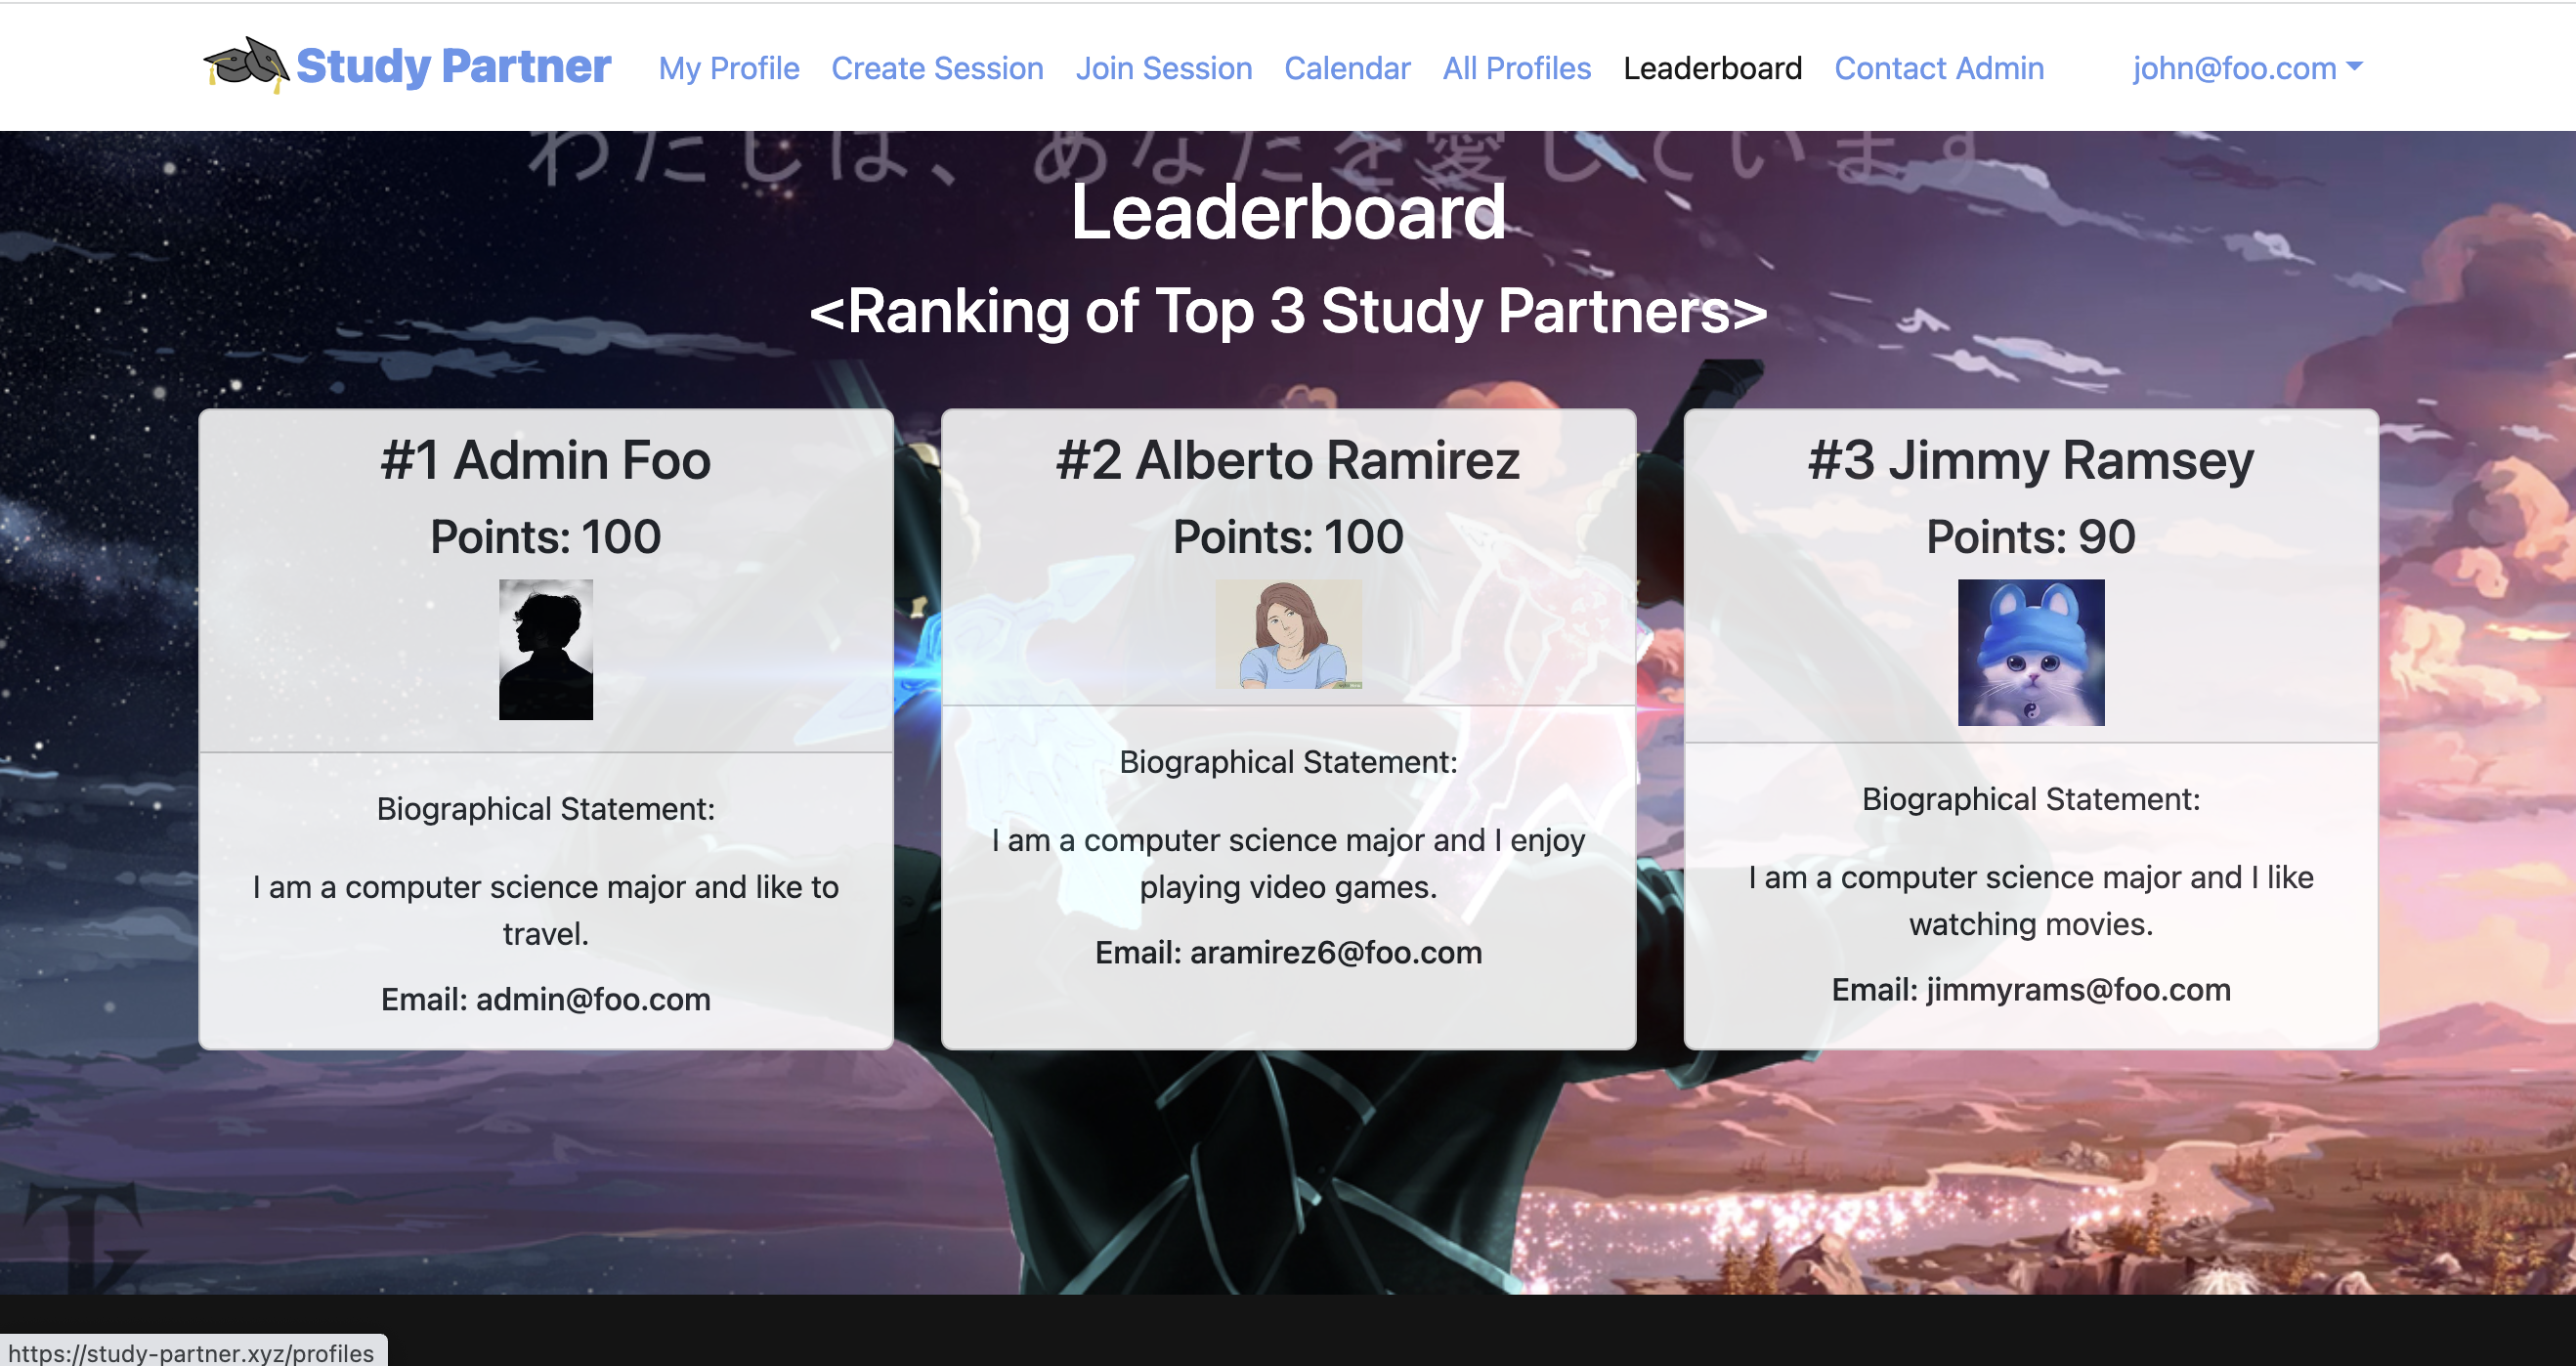 Study Partner
My Profile
Create Session
Join Session
Calendar
All Profiles
Leaderboard
Contact Admin
john@foo.com
わたしは、あなたを愛しています
Leaderboard
<Ranking of Top 3 Study Partners>
#1 Admin Foo
Points: 100
Biographical Statement:
I am a computer science major and like to
travel.
Email: admin@foo.com
#2 Alberto Ramirez
Points: 100
Biographical Statement:
I am a computer science major and I enjoy
playing video games.
Email: aramirez6@foo.com
#3 Jimmy Ramsey
Points: 90
Biographical Statement:
I am a computer science major and I like
watching movies.
Email: jimmyrams@foo.com
https://study-partner.xyz/profiles